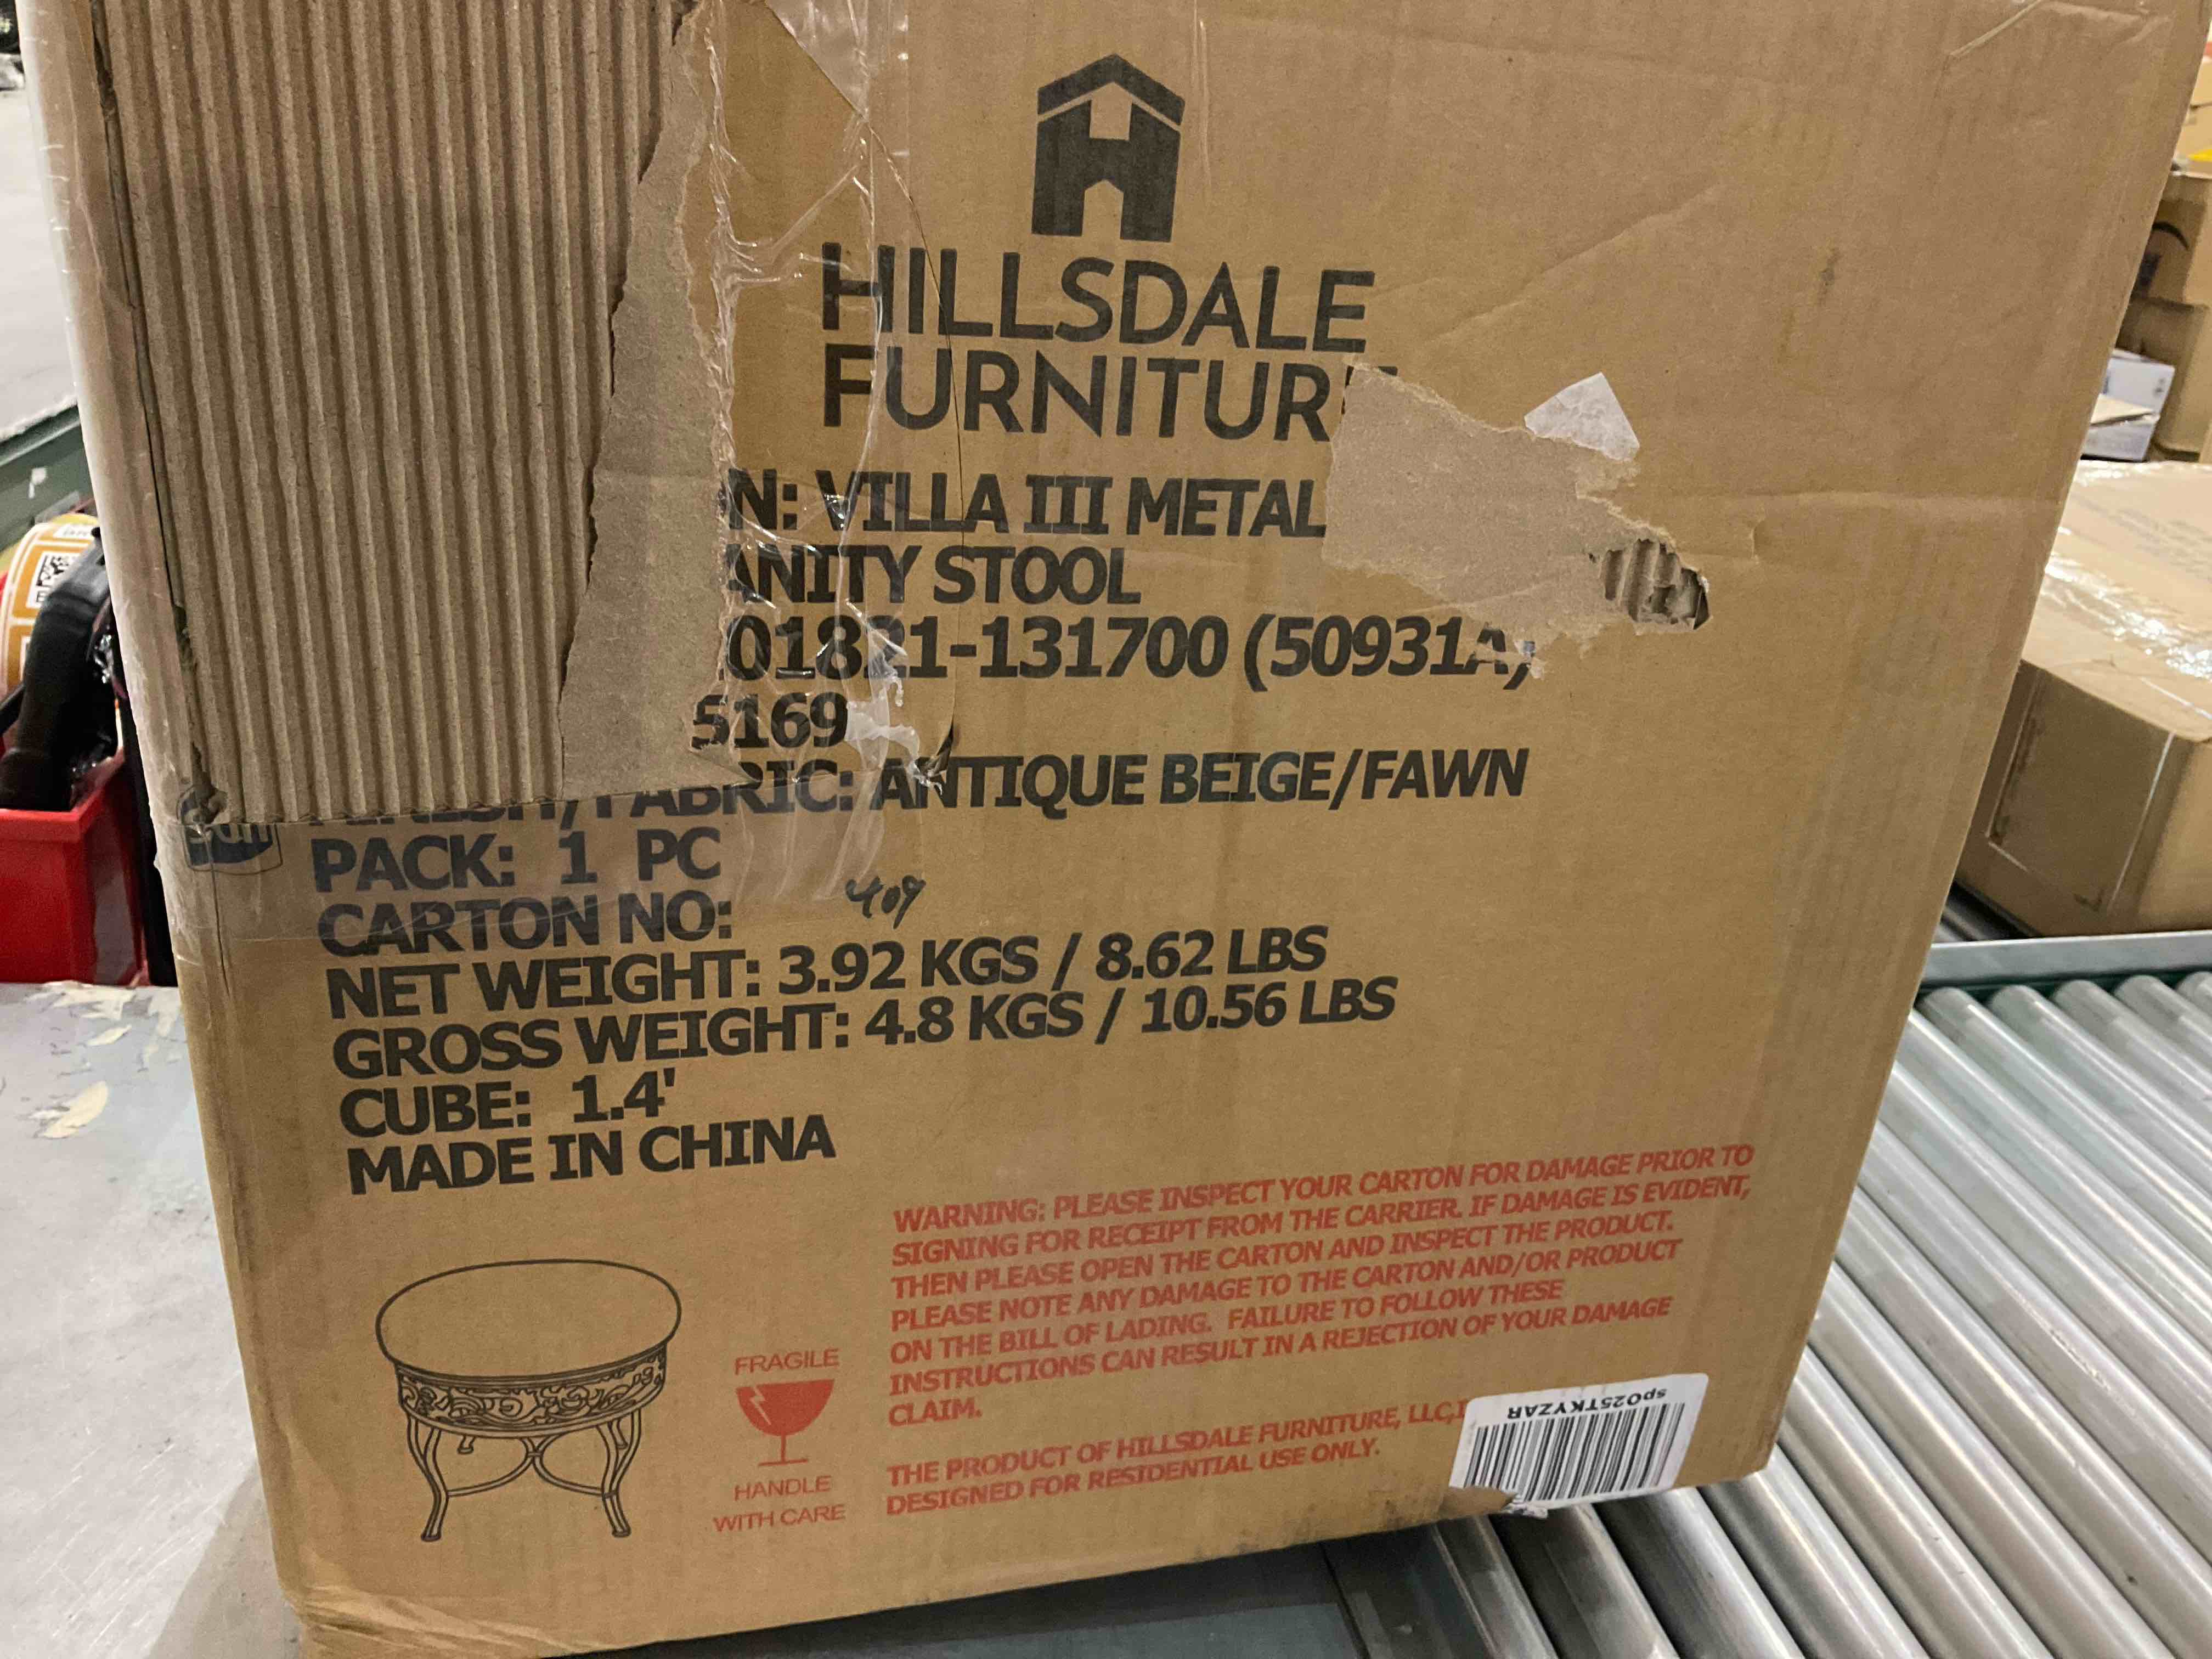 HILLSDALE
FURNITURE
N: VILLA III METAL
ANITY STOOL
01821-131700 (50931A)
5169
FINISH/FABRIC: ANTIQUE BEIGE/FAWN
PACK: 1 PC
CARTON NO: 409
NET WEIGHT: 3.92 KGS / 8.62 LBS
GROSS WEIGHT: 4.8 KGS / 10.56 LBS
CUBE: 1.4'
MADE IN CHINA
WARNING: PLEASE INSPECT YOUR CARTON FOR DAMAGE PRIOR TO
SIGNING FOR RECEIPT FROM THE CARRIER. IF DAMAGE IS EVIDENT,
THEN PLEASE OPEN THE CARTON AND INSPECT THE PRODUCT.
PLEASE NOTE ANY DAMAGE TO THE CARTON AND/OR PRODUCT
ON THE BILL OF LADING. FAILURE TO FOLLOW THESE
INSTRUCTIONS CAN RESULT IN A REJECTION OF YOUR DAMAGE
CLAIM.
THE PRODUCT OF HILLSDALE FURNITURE, LLC,I
DESIGNED FOR RESIDENTIAL USE ONLY.
FRAGILE
HANDLE
WITH CARE
spO25TKYZAR